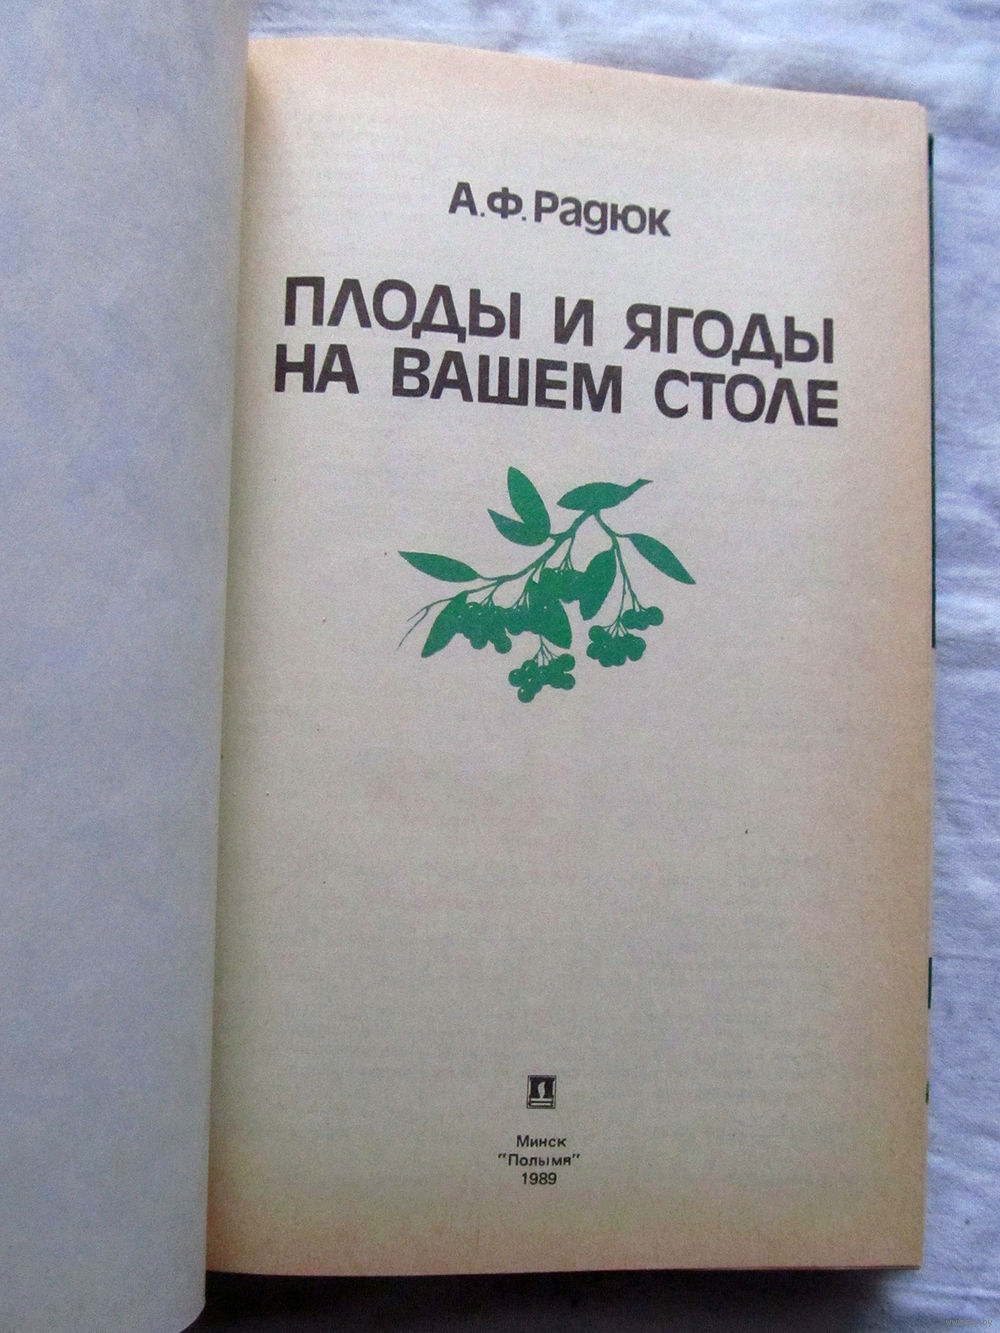 А.Ф. Радюк
ПЛОДЫ И ЯГОДЫ
НА ВАШЕМ СТОЛЕ
Минск
"Полымя"
1989